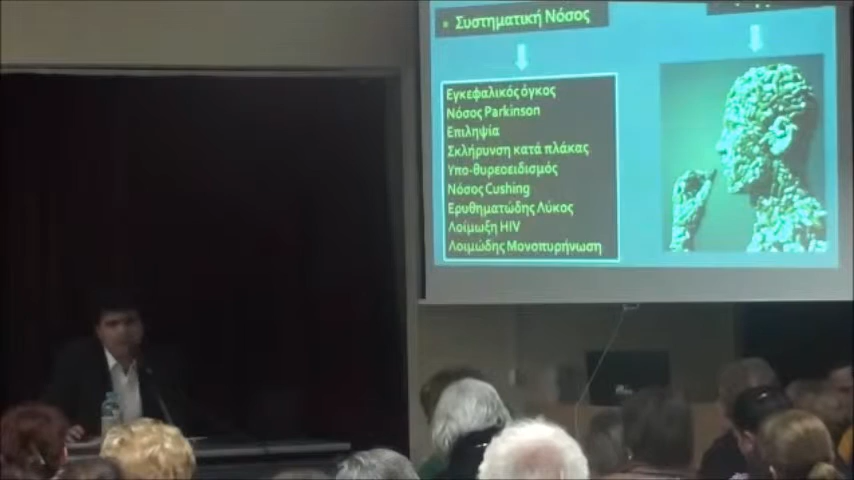 Συστηματική Νόσος
Εγκεφαλικός όγκος
Νόσος Parkinson
Επιληψία
Σκλήρυνση κατά πλάκας
Υπο-θυρεοειδισμός
Νόσος Cushing
Ερυθηματώδης Λύκος
Λοίμωξη HIV
Λοιμώδης Μονοπυρήνωση